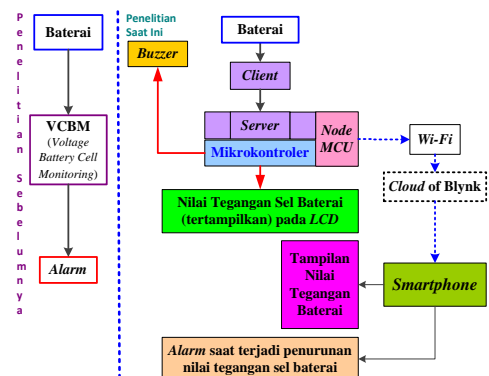 Penelitian Sebelumnya
Baterai
VCBM
(Voltage
Battery Cell
Monitoring)
Alarm
Penelitian
Saat Ini
Buzzer
Baterai
Client
Server
Mikrokontroler
Node
MCU
Wi-Fi
Cloud of Blynk
Nilai Tegangan Sel Baterai
(tertampilkan) pada LCD
Tampilan
Nilai
Tegangan
Baterai
Smartphone
Alarm saat terjadi penurunan
nilai tegangan sel baterai